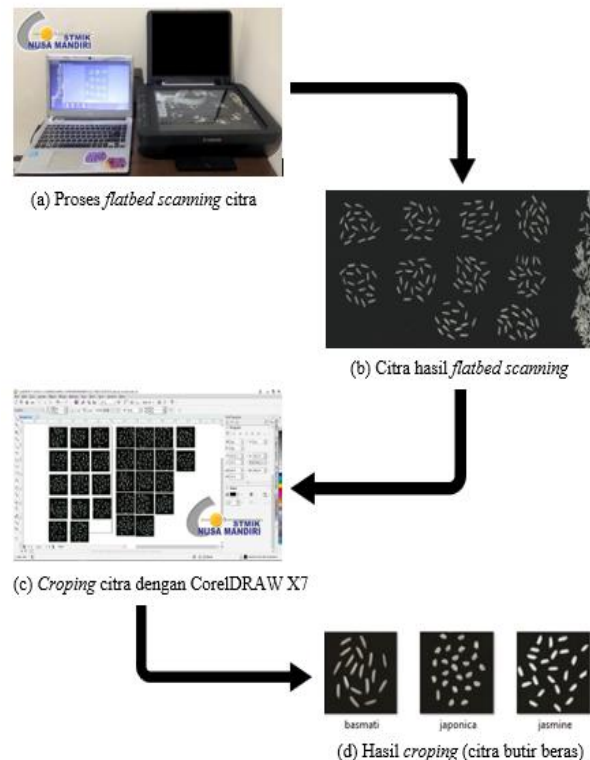 STMIK
NUSA MANDIRI
(a) Proses flatbed scanning citra
(b) Citra hasil flatbed scanning
STMIK
NUSA MANDIRI
(c) Croping citra dengan CorelDRAW X7
basmati
japonica
jasmine
(d) Hasil croping (citra butir beras)